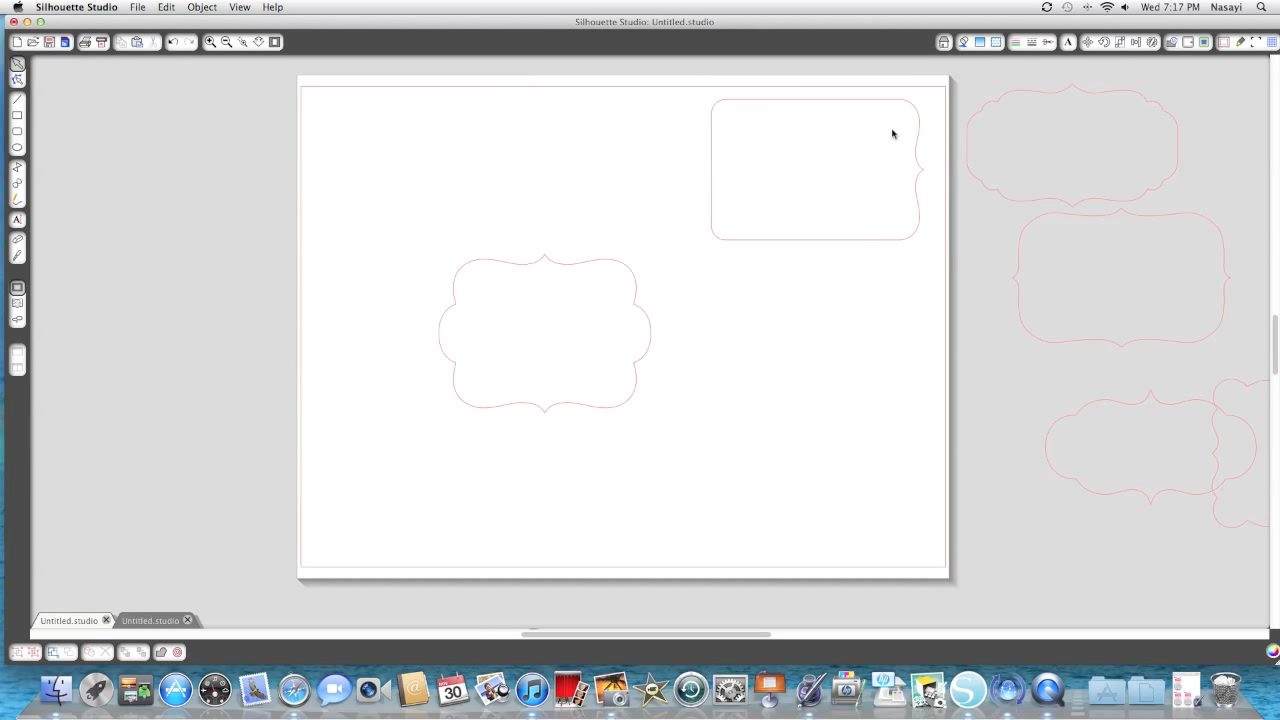 Silhouette Studio File Edit Object View Help Wed 7:17 PM Nasayi
Silhouette Studio: Untitled.studio
A
A
Untitled.studio Untitled.studio
30